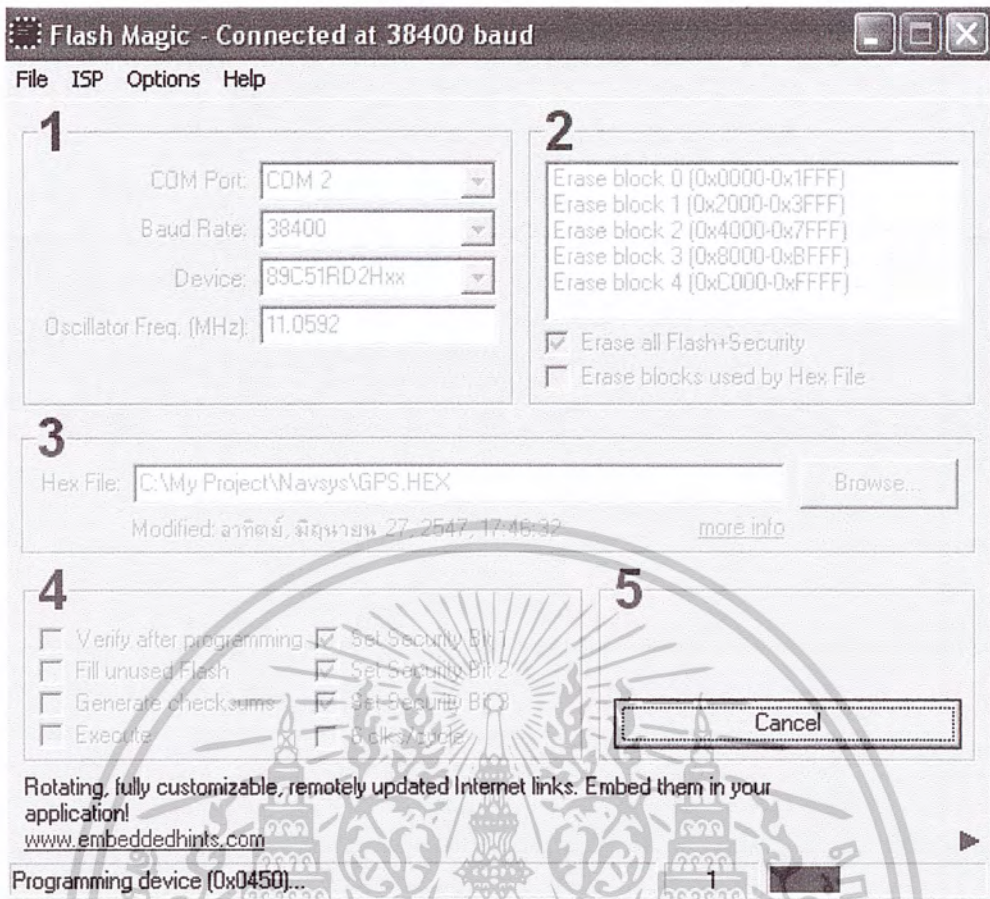 Flash Magic - Connected at 38400 baud
File ISP Options Help
1
COM Port: COM 2
Baud Rate: 38400
Device: 89C51RD2Hxx
Oscillator Freq. (MHz): 11.0592
2
Erase block 0 (0x0000-0x1FFF)
Erase block 1 (0x2000-0x3FFF)
Erase block 2 (0x4000-0x7FFF)
Erase block 3 (0x8000-0xBFFF)
Erase block 4 (0xC000-0xFFFF)
Erase all Flash+Security
Erase blocks used by Hex File
3
Hex File: C:\My Project\Navsys\GPS.HEX Browse...
Modified: อาทิตย์, มิถุนายน 27, 2547, 17:46:32 more info
4
Verify after programming Set Security Bit 1
Fill unused Flash Set Security Bit 2
Generate checksums Set Security Bit 3
Execute 6 clks/cycle
5
Cancel
Rotating, fully customizable, remotely updated Internet links. Embed them in your
application!
www.embeddedhints.com
Programming device (0x0450)... 1